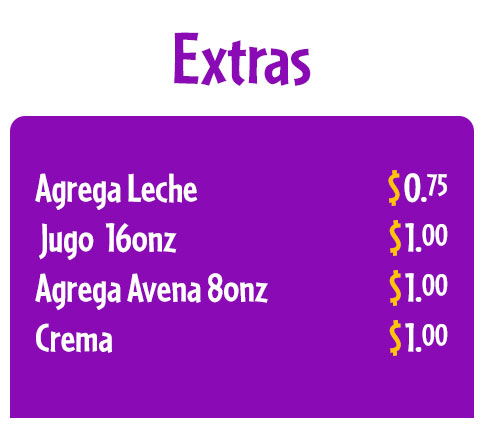 Extras
Agrega Leche $0.75
Jugo 16onz $1.00
Agrega Avena 8onz $1.00
Crema $1.00